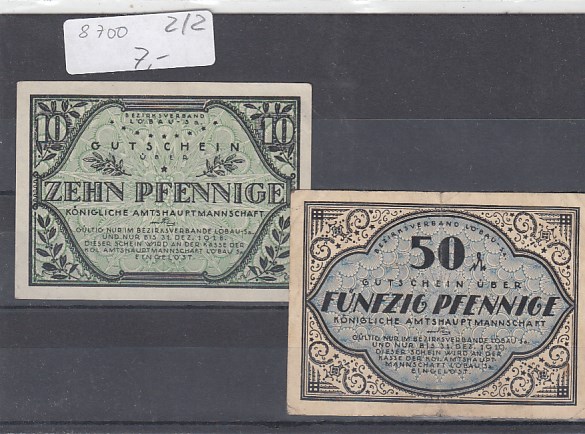 8700 2/2
7,-
BEZIRKSVERBAND
LÖBAU-Sa.
10 10
GUTSCHEIN
ÜBER
ZEHN PFENNIGE
KÖNIGLICHE AMTSHAUPTMANNSCHAFT
GÜLTIG NUR IM BEZIRKSVERBANDE LÖBAU-Sa.
UND NUR BIS 31. DEZ. 1918
DIESER SCHEIN WIRD AN DER KASSE DER
KGL. AMTSHAUPTMANNSCHAFT LÖBAU Sa.
EINGELÖST.
BEZIRKSVERBAND LÖBAU-Sa.
50
GUTSCHEIN ÜBER
FÜNFZIG PFENNIGE
KÖNIGLICHE AMTSHAUPTMANNSCHAFT
GÜLTIG NUR IM BEZIRKSVERBANDE LÖBAU Sa.
UND NUR BIS 31. DEZ. 1918
DIESER SCHEIN WIRD AN DER
KASSE DER KGL. AMTSHAUPT-
MANNSCHAFT LÖBAU Sa.
EINGELÖST.